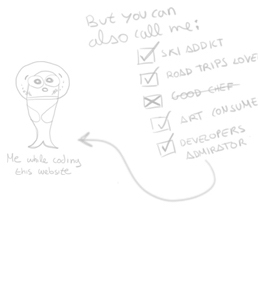 But you can
also call me:
SKI ADDICT
ROAD TRIPS LOVE
GOOD CHEF
ART CONSUME
DEVELOPERS
ADMIRATOR
Me while coding
this website